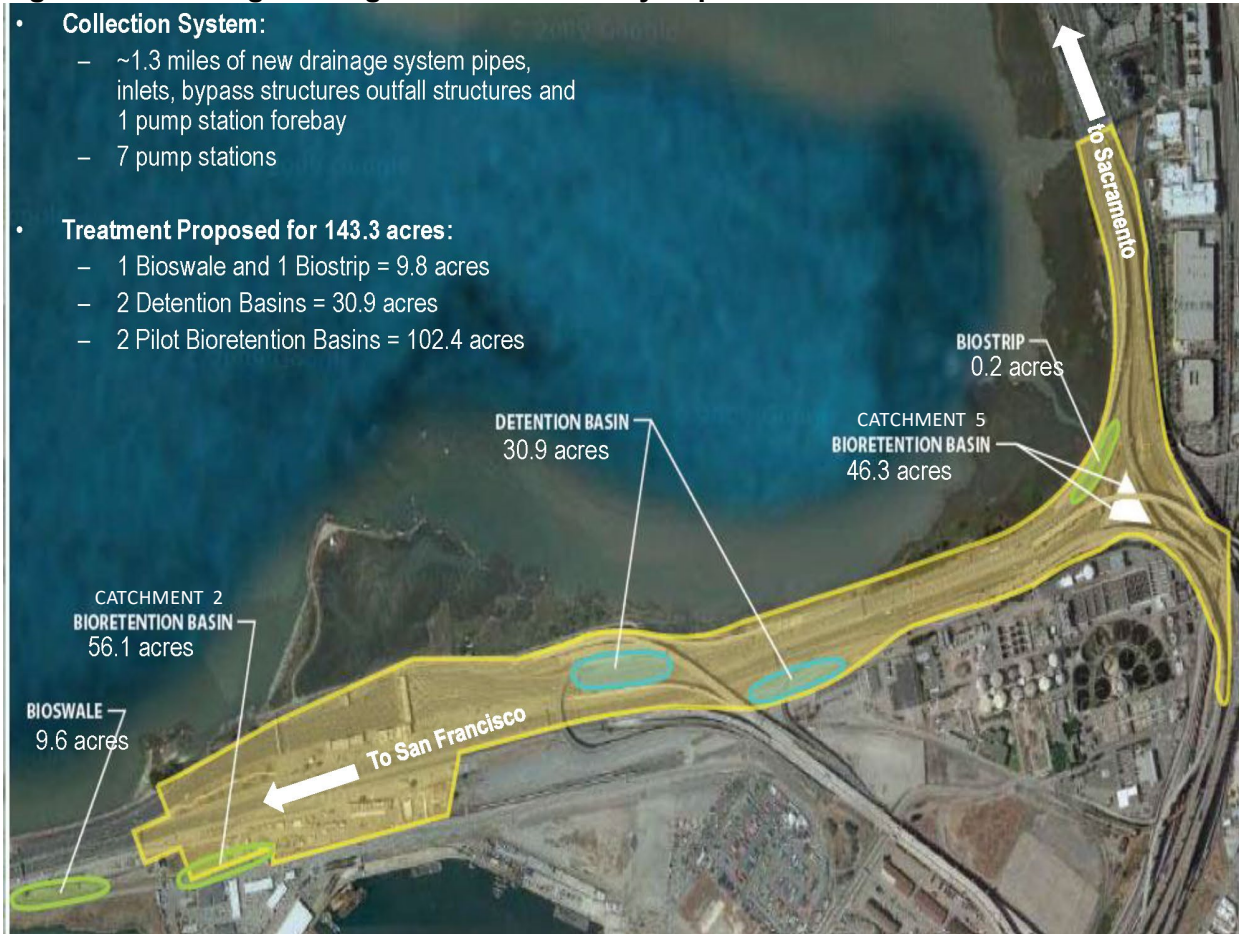 • Collection System:
– ~1.3 miles of new drainage system pipes,
inlets, bypass structures outfall structures and
1 pump station forebay
– 7 pump stations
• Treatment Proposed for 143.3 acres:
– 1 Bioswale and 1 Biostrip = 9.8 acres
– 2 Detention Basins = 30.9 acres
– 2 Pilot Bioretention Basins = 102.4 acres
to Sacramento
BIOSTRIP
0.2 acres
DETENTION BASIN
30.9 acres
CATCHMENT 5
BIORETENTION BASIN
46.3 acres
CATCHMENT 2
BIORETENTION BASIN
56.1 acres
BIOSWALE
9.6 acres
To San Francisco